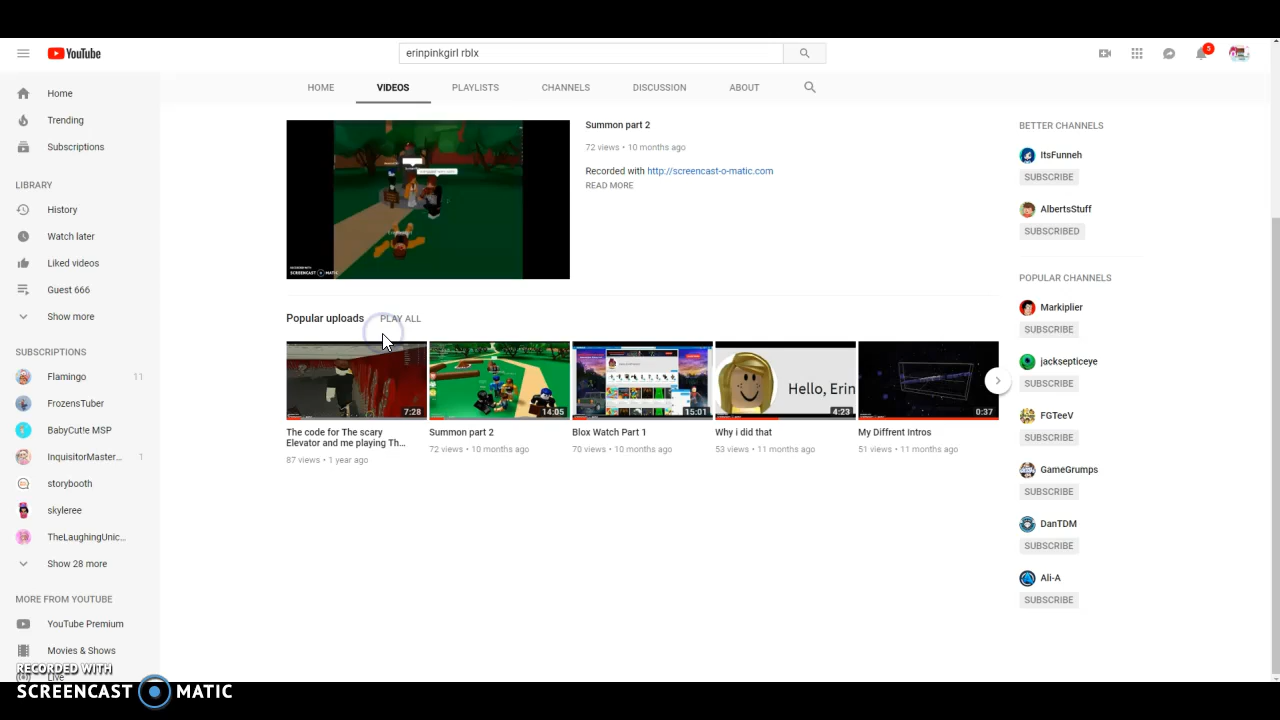 YouTube
erinpinkgirl rblx
5
HOME VIDEOS PLAYLISTS CHANNELS DISCUSSION ABOUT
Home
Trending
Subscriptions
LIBRARY
History
Watch later
Liked videos
Guest 666
Show more
SUBSCRIPTIONS
Flamingo 11
FrozensTuber
BabyCut!e MSP
InquisitorMaster... 1
storybooth
skyleree
TheLaughingUnic...
Show 28 more
MORE FROM YOUTUBE
YouTube Premium
Movies & Shows
Live
Summon part 2
72 views • 10 months ago
Recorded with http://screencast-o-matic.com
READ MORE
SCREENCAST MATIC
Popular uploads PLAY ALL
7:28
14:05
15:01
Hello, Erin
4:23
0:37
The code for The scary
Elevator and me playing Th...
87 views • 1 year ago
Summon part 2
72 views • 10 months ago
Blox Watch Part 1
70 views • 10 months ago
Why i did that
53 views • 11 months ago
My Diffrent Intros
51 views • 11 months ago
BETTER CHANNELS
ItsFunneh
SUBSCRIBE
AlbertsStuff
SUBSCRIBED
POPULAR CHANNELS
Markiplier
SUBSCRIBE
jacksepticeye
SUBSCRIBE
FGTeeV
SUBSCRIBE
GameGrumps
SUBSCRIBE
DanTDM
SUBSCRIBE
Ali-A
SUBSCRIBE
RECORDED WITH
SCREENCAST MATIC